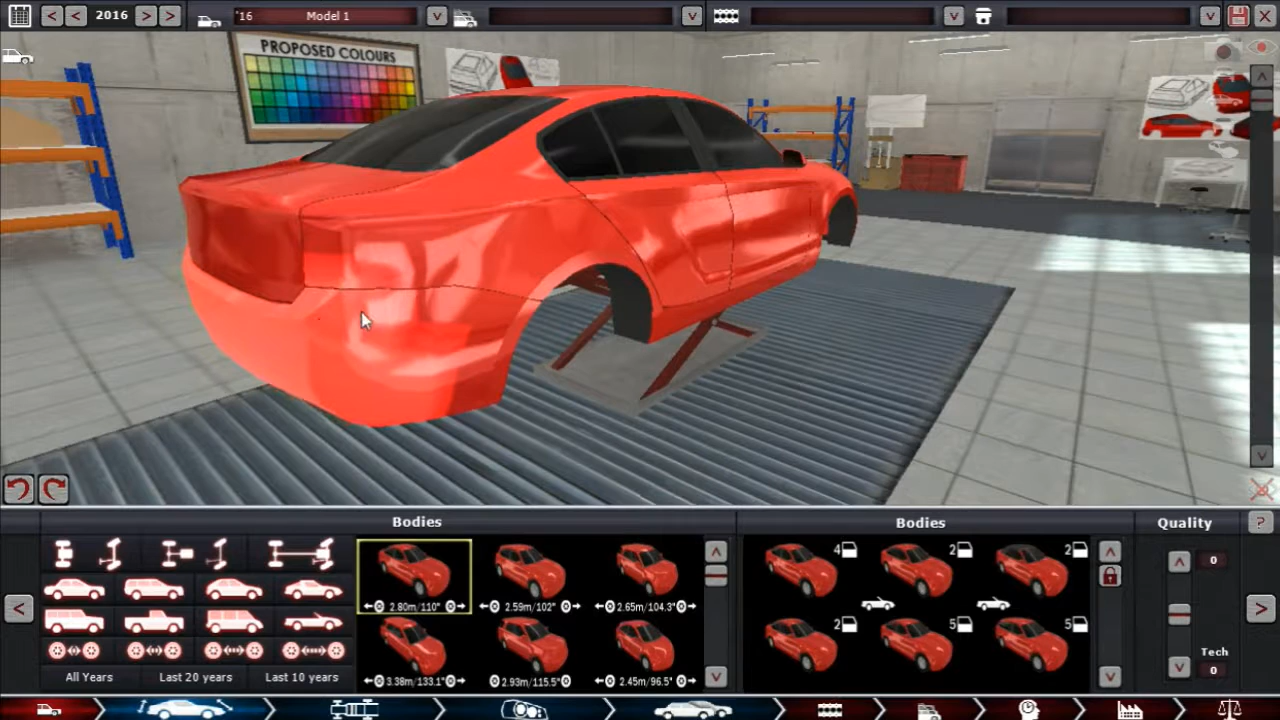 2016 '16 Model 1
PROPOSED COLOURS
Bodies Bodies Quality ?
4 2 2 0
2.80m/110" 2.59m/102" 2.65m/104.3"
2 5 5
Tech
All Years Last 20 years Last 10 years 3.38m/133.1" 2.93m/115.5" 2.45m/96.5" 0